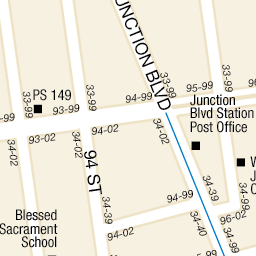 JUNCTION BLVD
33-99
33-99
33-99
33-99
95-99
PS 149
93-99
94-99
Junction
Blvd Station
Post Office
93-02
94-02
34-02
34-02
34-02
94 ST
94-99
34-39
34-39
96-02
94-02
34-40
34-39
Blessed
Sacrament
School